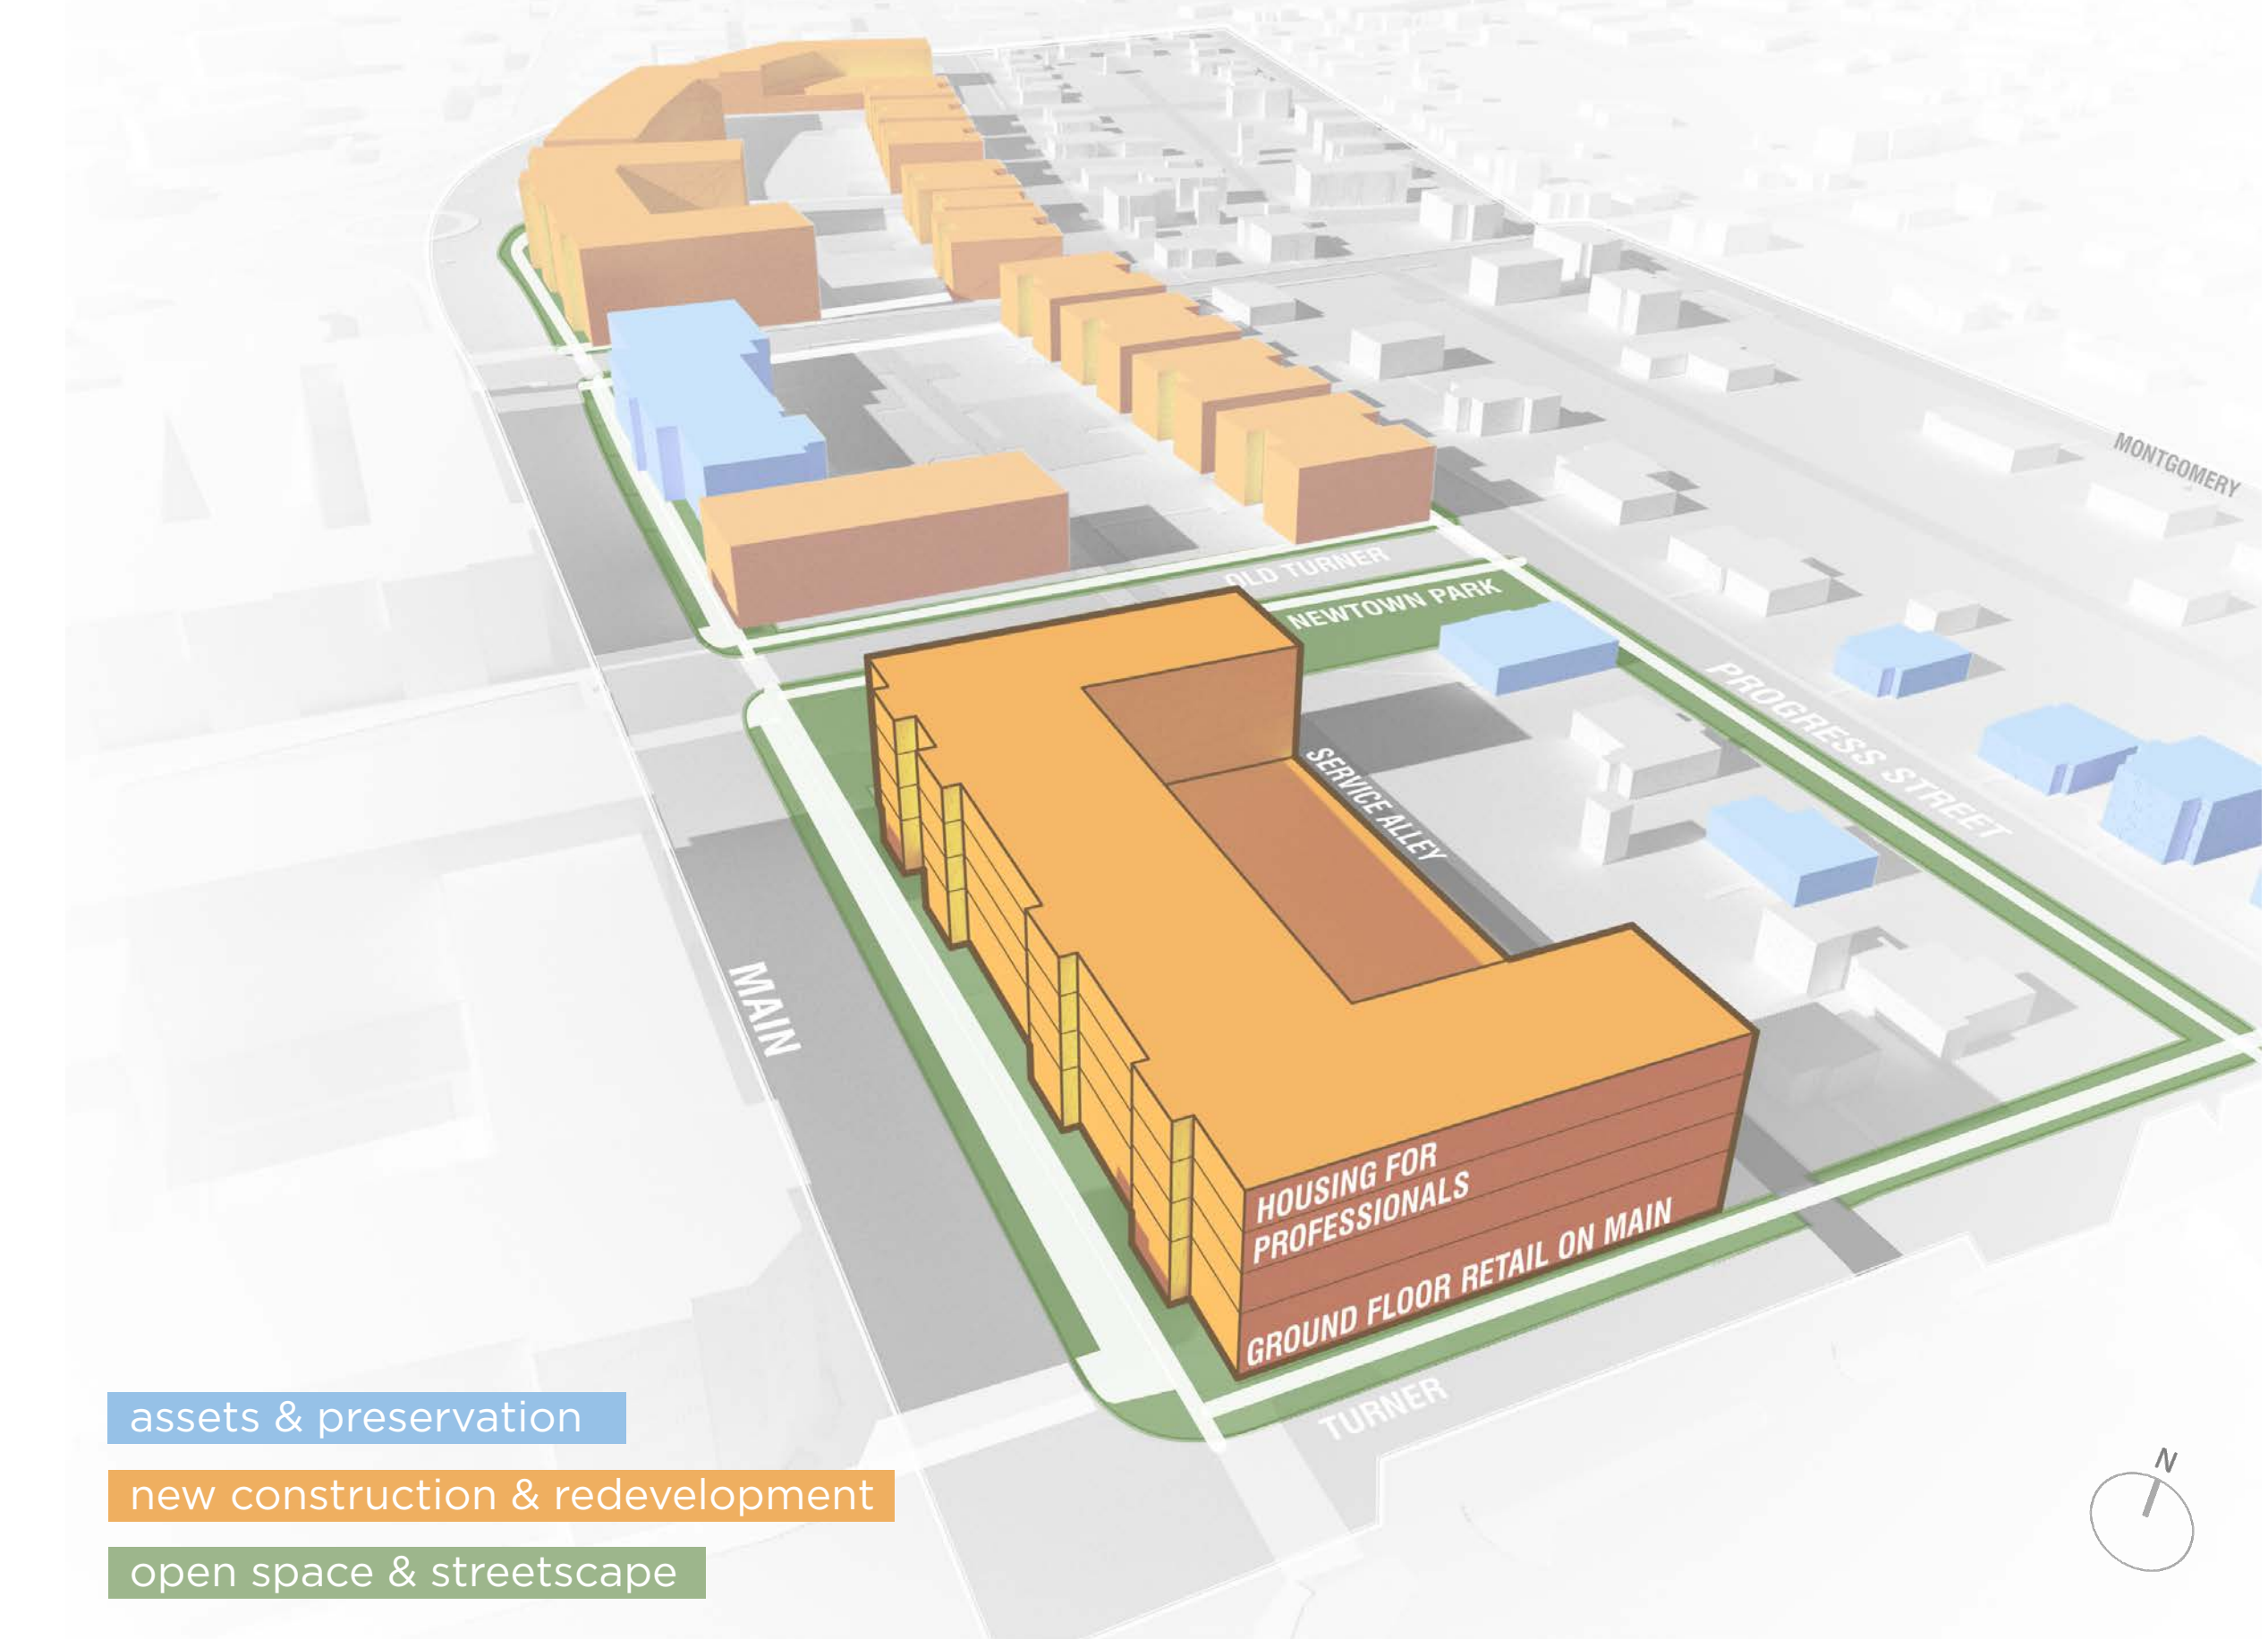 MONTGOMERY
OLD TURNER
NEWTOWN PARK
PROGRESS STREET
SERVICE ALLEY
MAIN
HOUSING FOR
PROFESSIONALS
GROUND FLOOR RETAIL ON MAIN
TURNER
assets & preservation
new construction & redevelopment
open space & streetscape
N